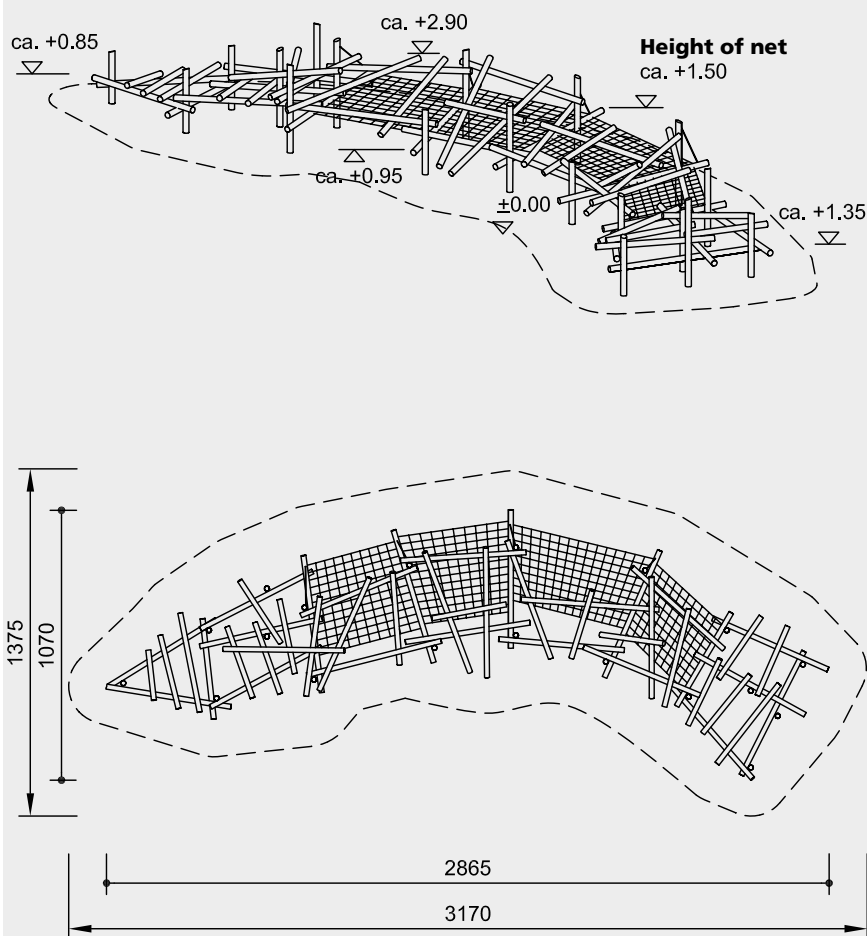 ca. +0.85
ca. +2.90
Height of net
ca. +1.50
ca. +0.95
±0.00
ca. +1.35
1375
1070
2865
3170